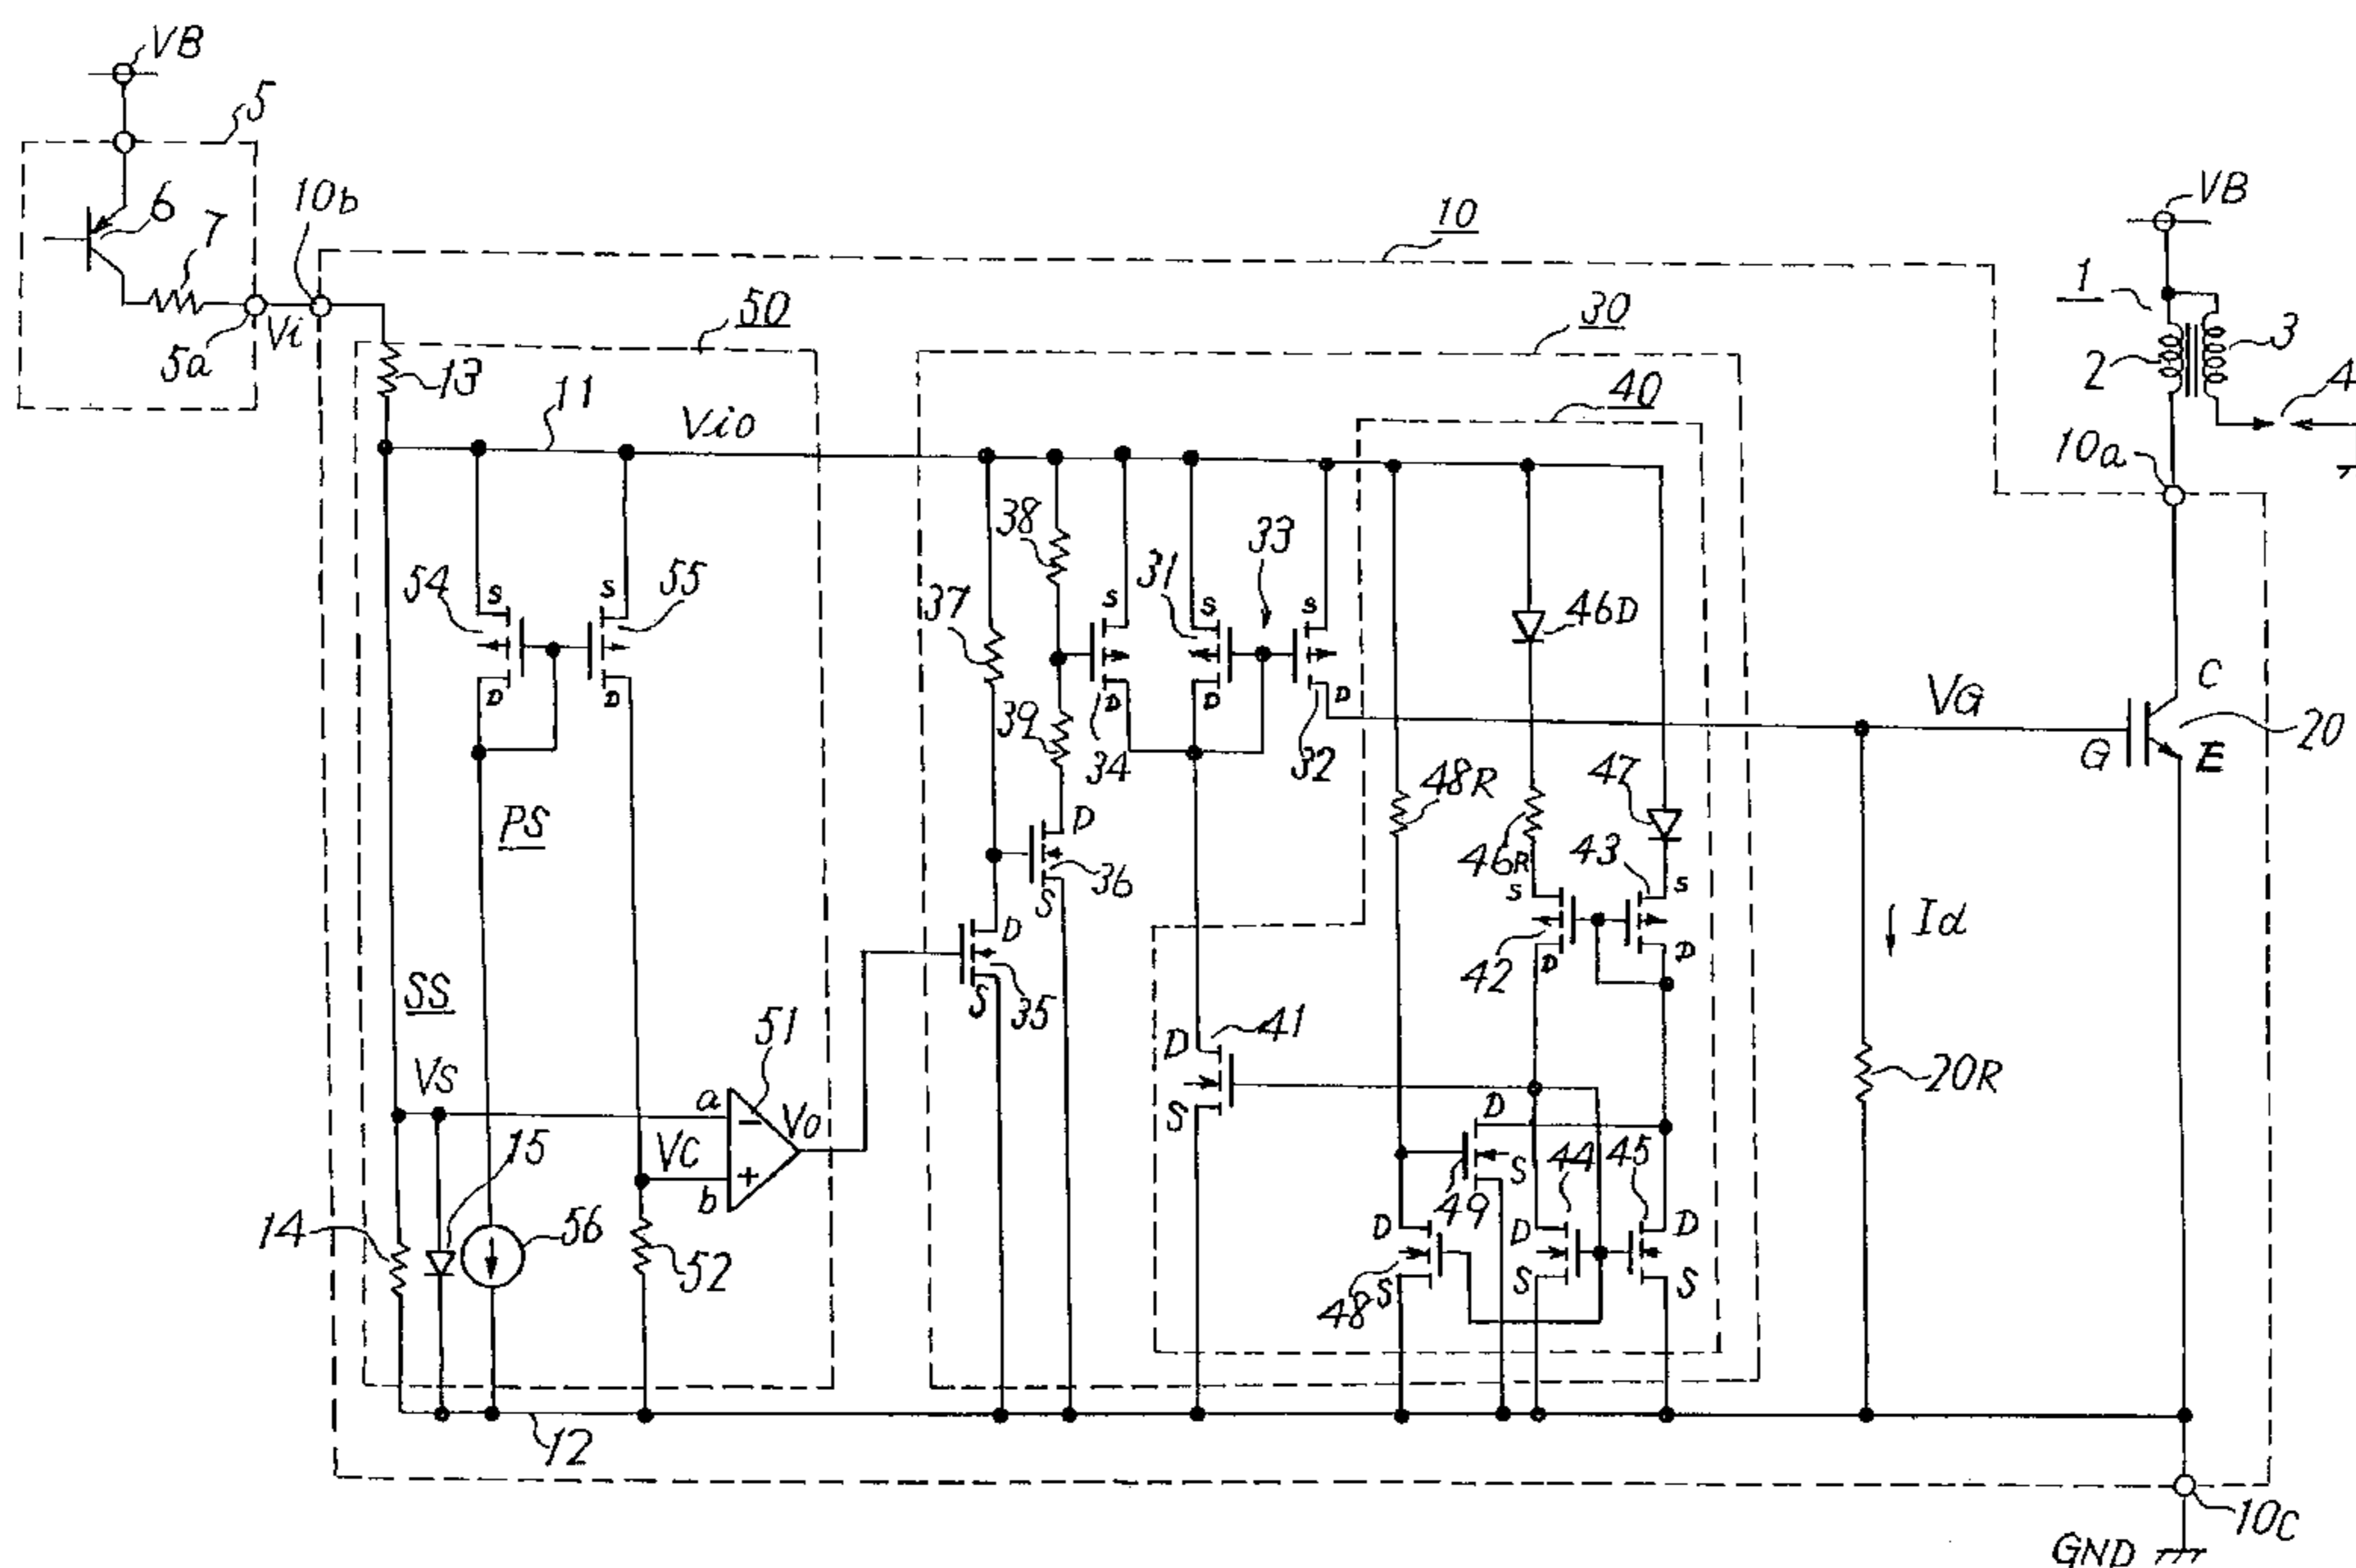 VB
5
6
7
10b
10
VB
1
2
3
4
5a
Vi
13
50
30
11
Vio
40
10a
54
S
D
S
D
55
37
38
39
S
D
34
31
S
D
33
S
D
32
46D
VG
C
G
E
20
48R
46R
47
43
S
D
42
S
D
PS
D
S
36
D
S
35
Id
SS
51
D
41
S
20R
VS
a
−
Vo
15
VC
b
+
D
S
49
44
45
14
56
52
D
S
48
D
S
D
S
12
10c
GND